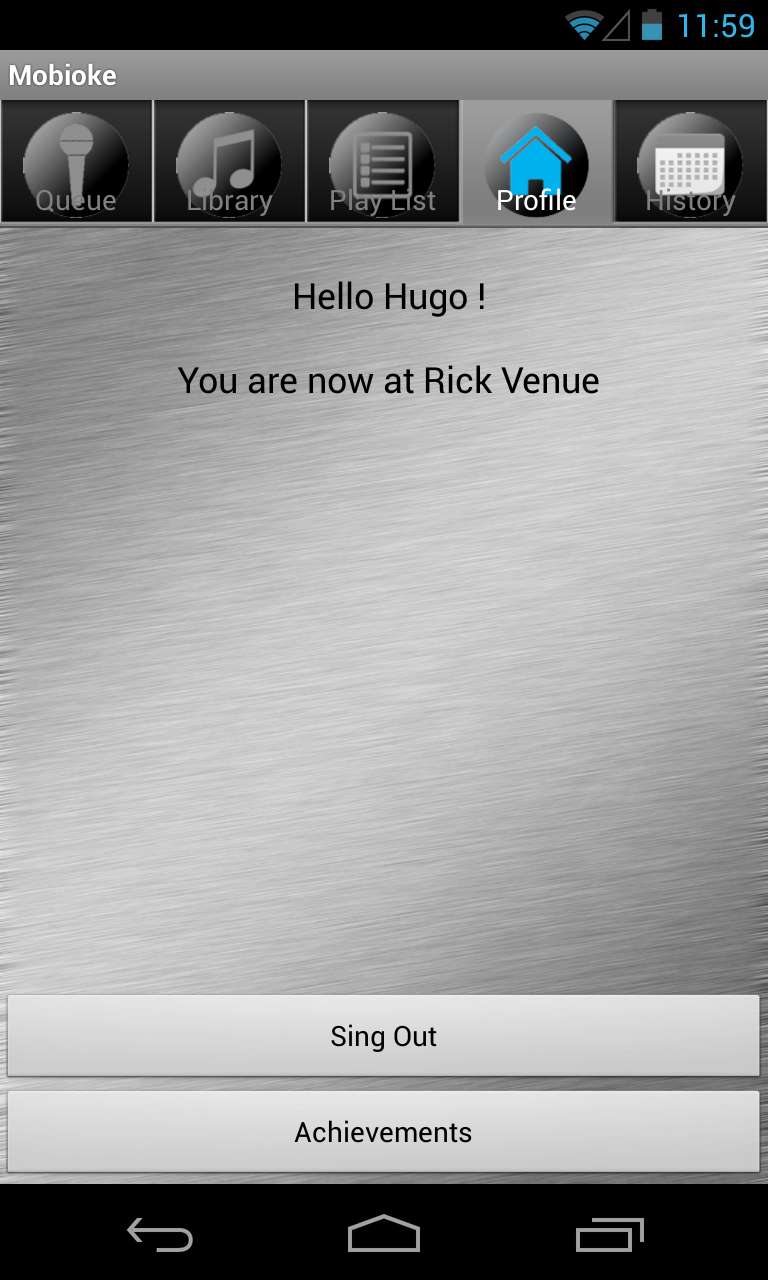 11:59
Mobioke
Queue
Library
Play List
Profile
History
Hello Hugo !
You are now at Rick Venue
Sing Out
Achievements